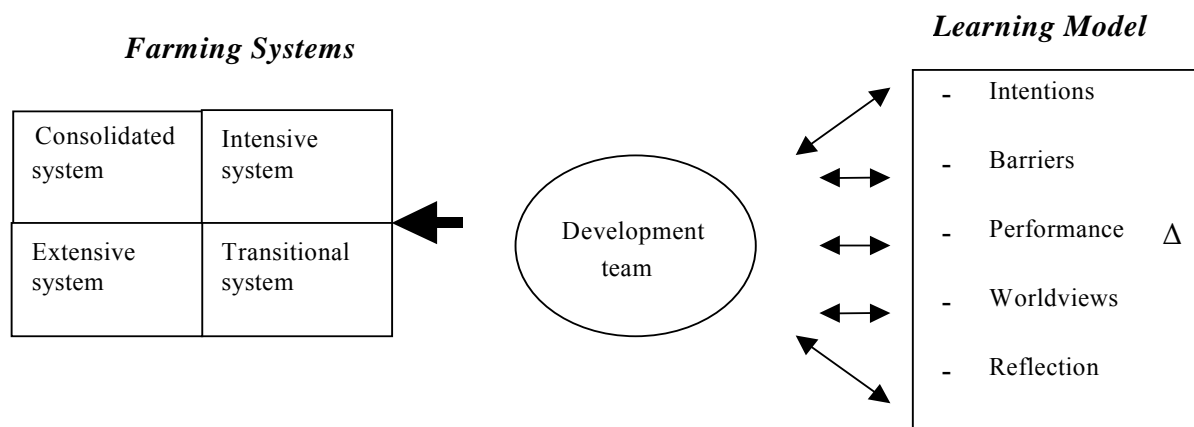 Farming Systems
Consolidated
system
Intensive
system
Extensive
system
Transitional
system
Development
team
Learning Model
- Intentions
- Barriers
- Performance Δ
- Worldviews
- Reflection